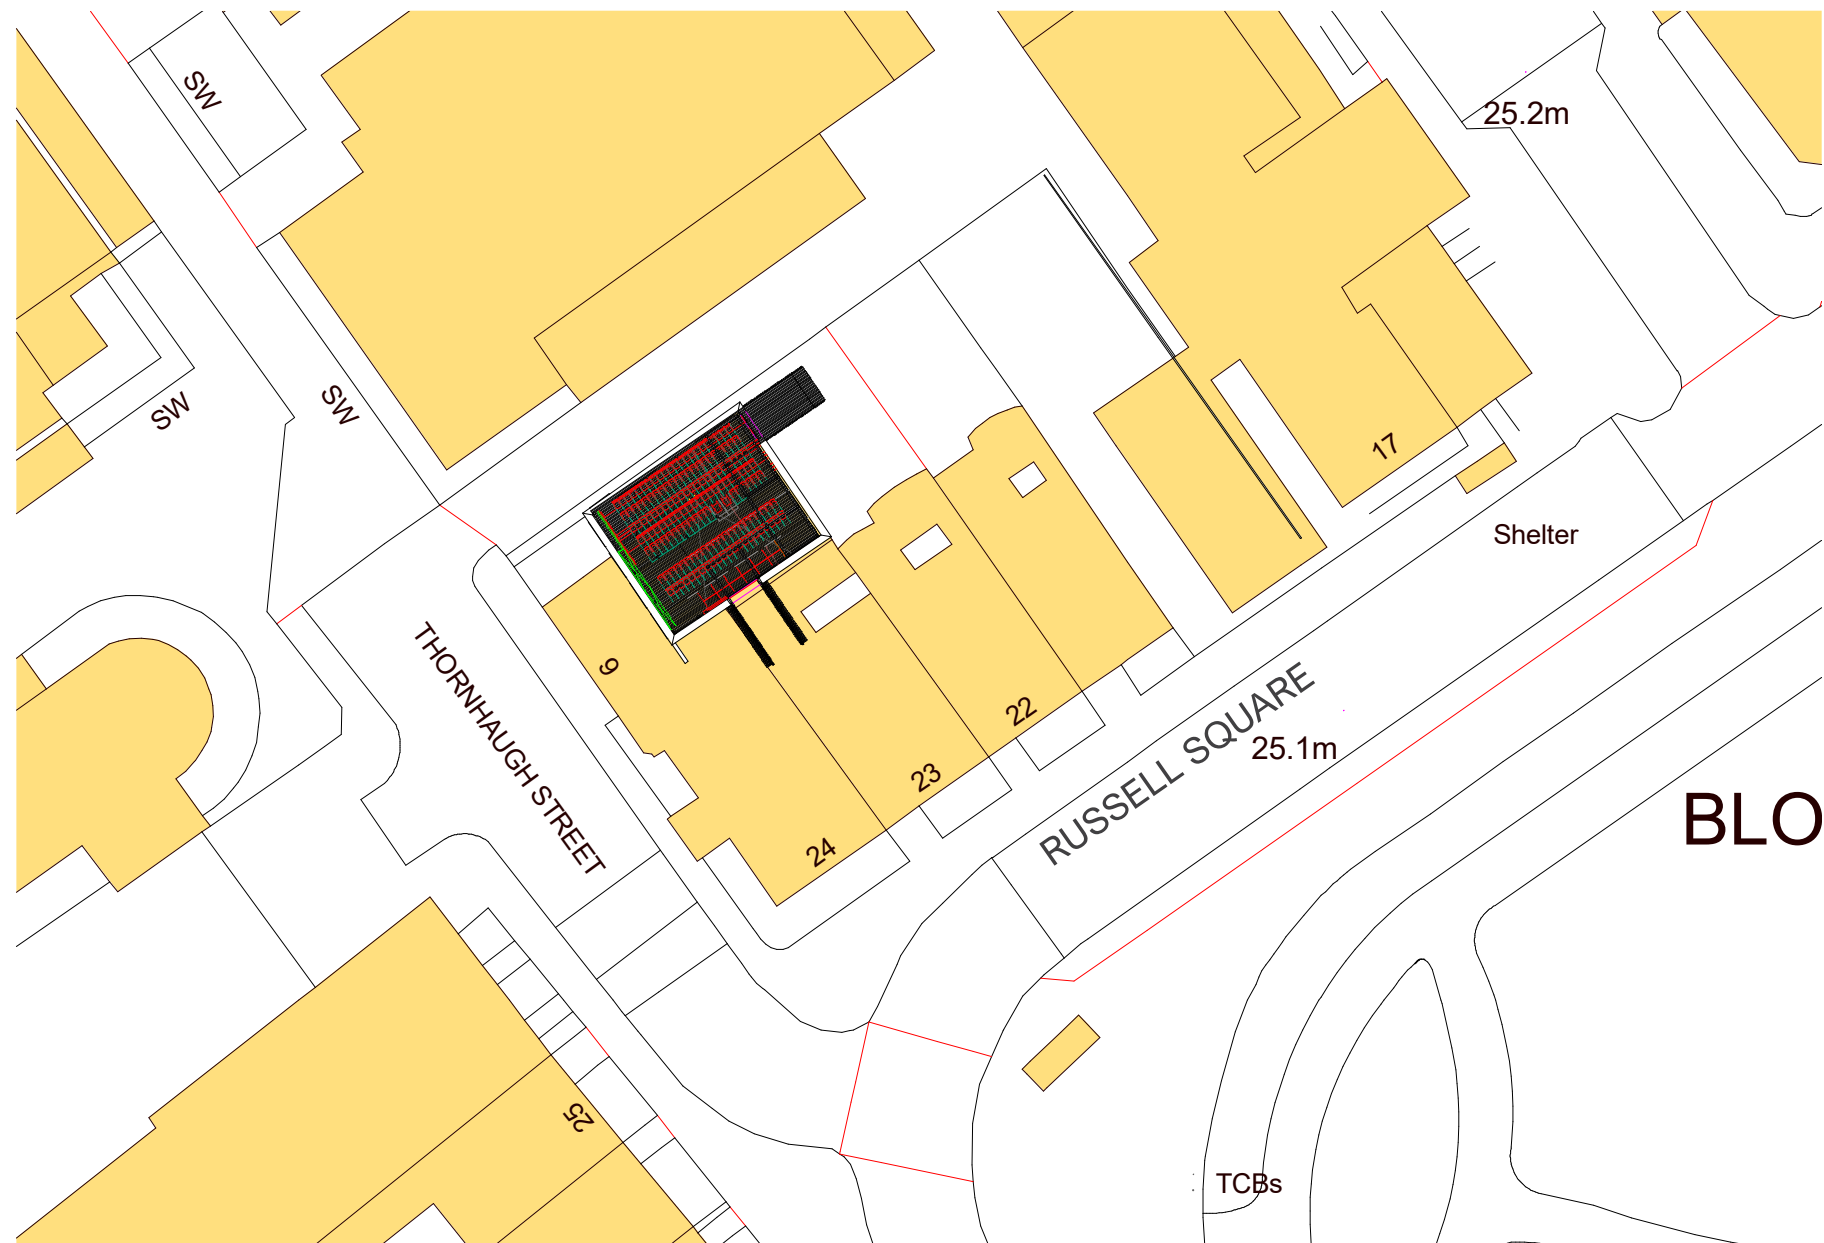 SW
25.2m
SW
SW
17
Shelter
9
THORNHAUGH STREET
22
RUSSELL SQUARE
25.1m
23
24
BLO
25
TCBs